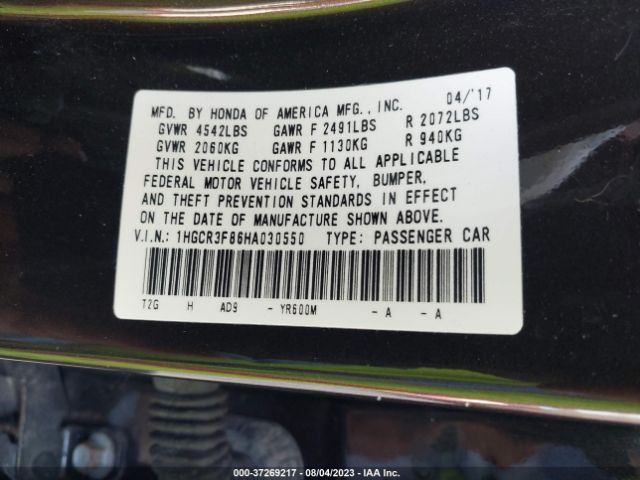 MFD. BY HONDA OF AMERICA MFG., INC. 04/'17
GVWR 4542LBS GAWR F 2491LBS R 2072LBS
GVWR 2060KG GAWR F 1130KG R 940KG
THIS VEHICLE CONFORMS TO ALL APPLICABLE
FEDERAL MOTOR VEHICLE SAFETY, BUMPER,
AND THEFT PREVENTION STANDARDS IN EFFECT
ON THE DATE OF MANUFACTURE SHOWN ABOVE.
V.I.N.: 1HGCR3F86HA030550 TYPE: PASSENGER CAR
T2G H AD9 - YR600M - A - A
000-37269217 - 08/04/2023 - IAA Inc.